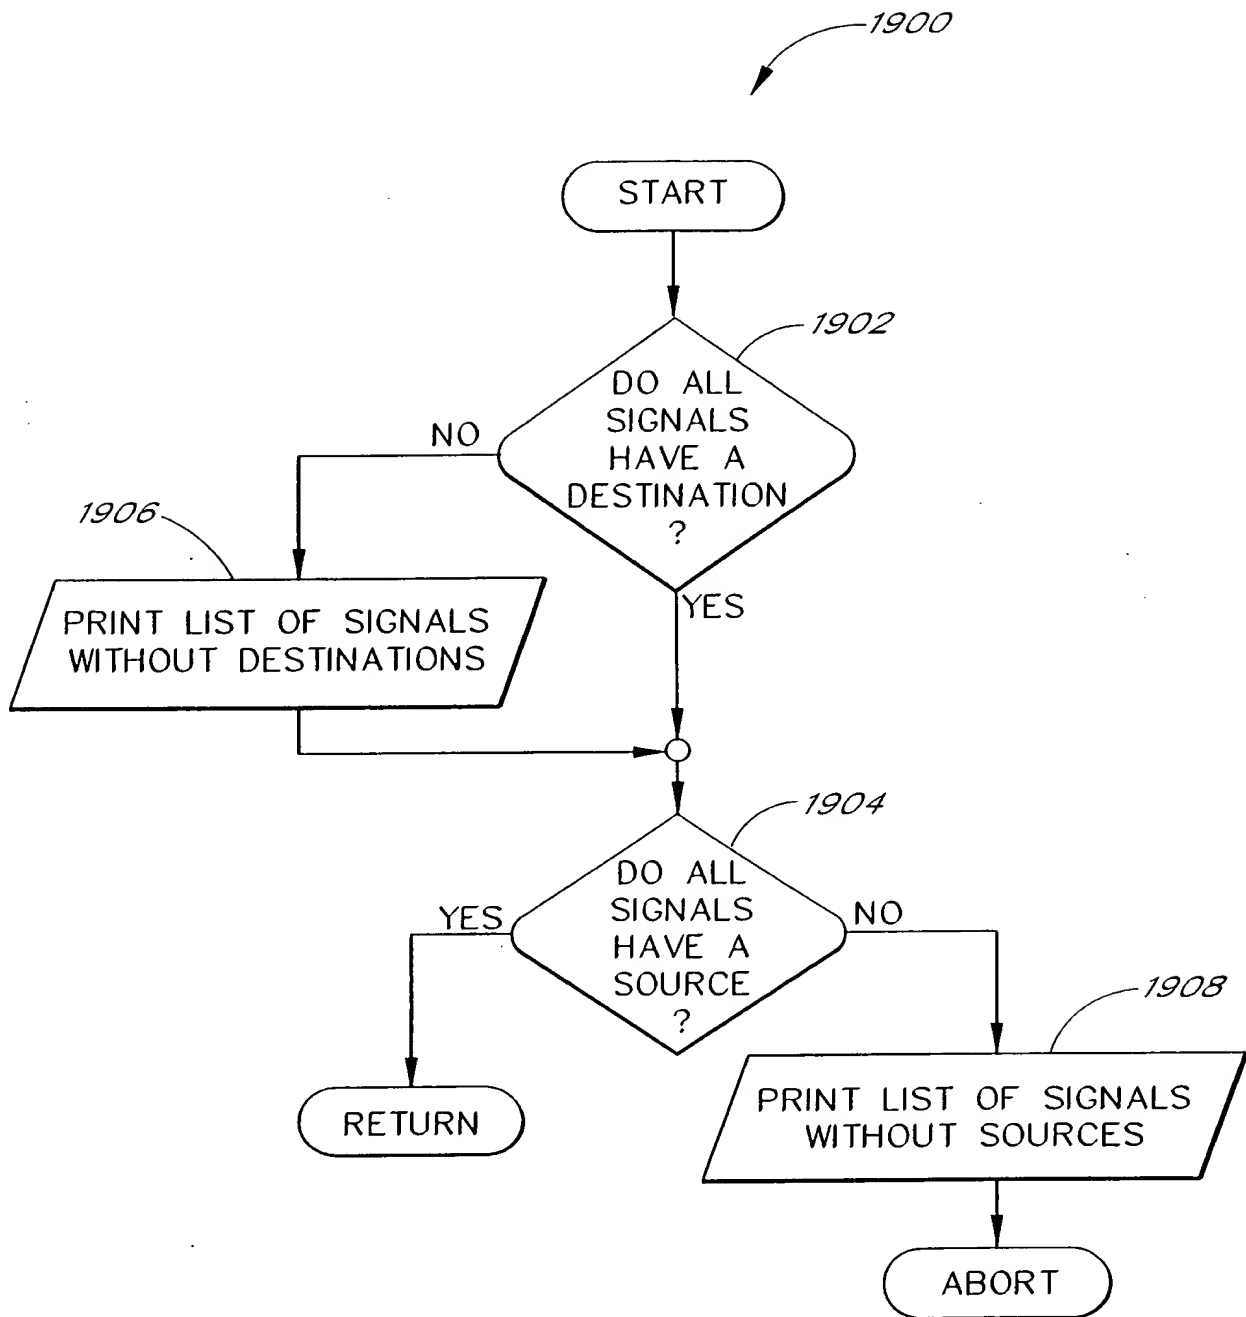 1900
START
1902
DO ALL
SIGNALS
HAVE A
DESTINATION
?
NO
YES
1906
PRINT LIST OF SIGNALS
WITHOUT DESTINATIONS
1904
DO ALL
SIGNALS
HAVE A
SOURCE
?
YES
NO
RETURN
1908
PRINT LIST OF SIGNALS
WITHOUT SOURCES
ABORT